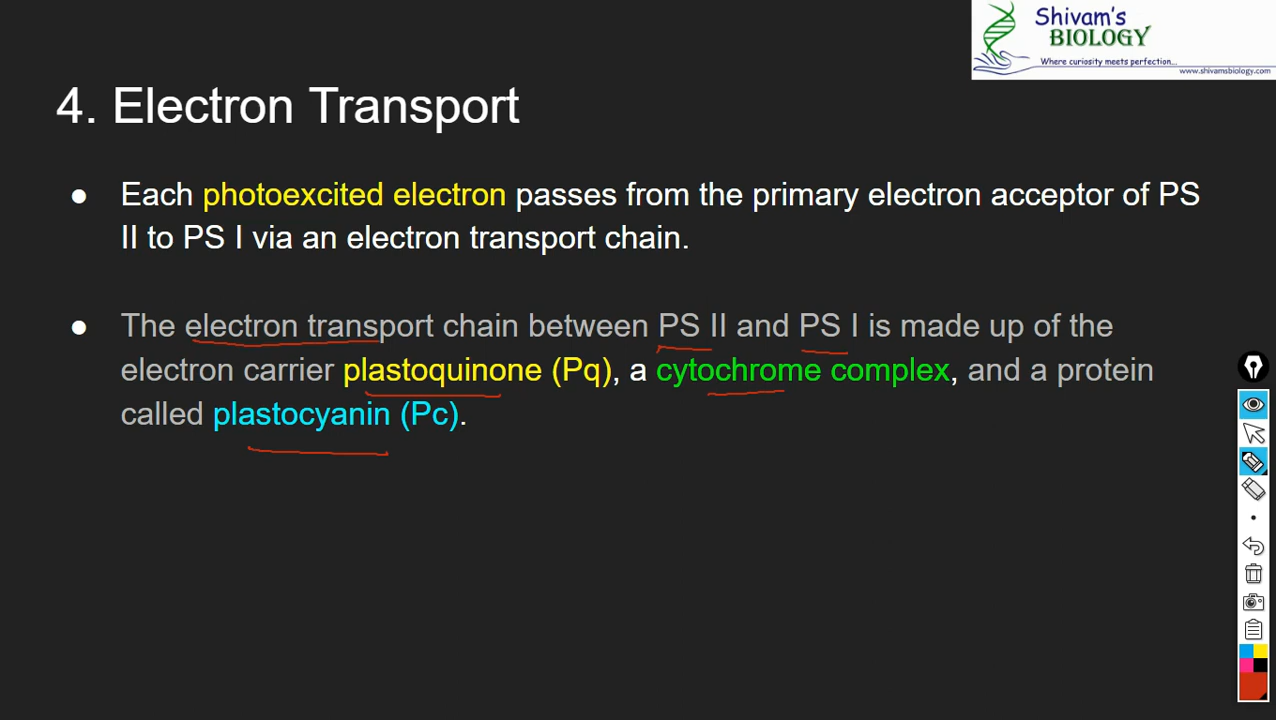 Shivam's
BIOLOGY
Where curiosity meets perfection...
www.shivamsbiology.com
4. Electron Transport
● Each photoexcited electron passes from the primary electron acceptor of PS
II to PS I via an electron transport chain.
● The electron transport chain between PS II and PS I is made up of the
electron carrier plastoquinone (Pq), a cytochrome complex, and a protein
called plastocyanin (Pc).